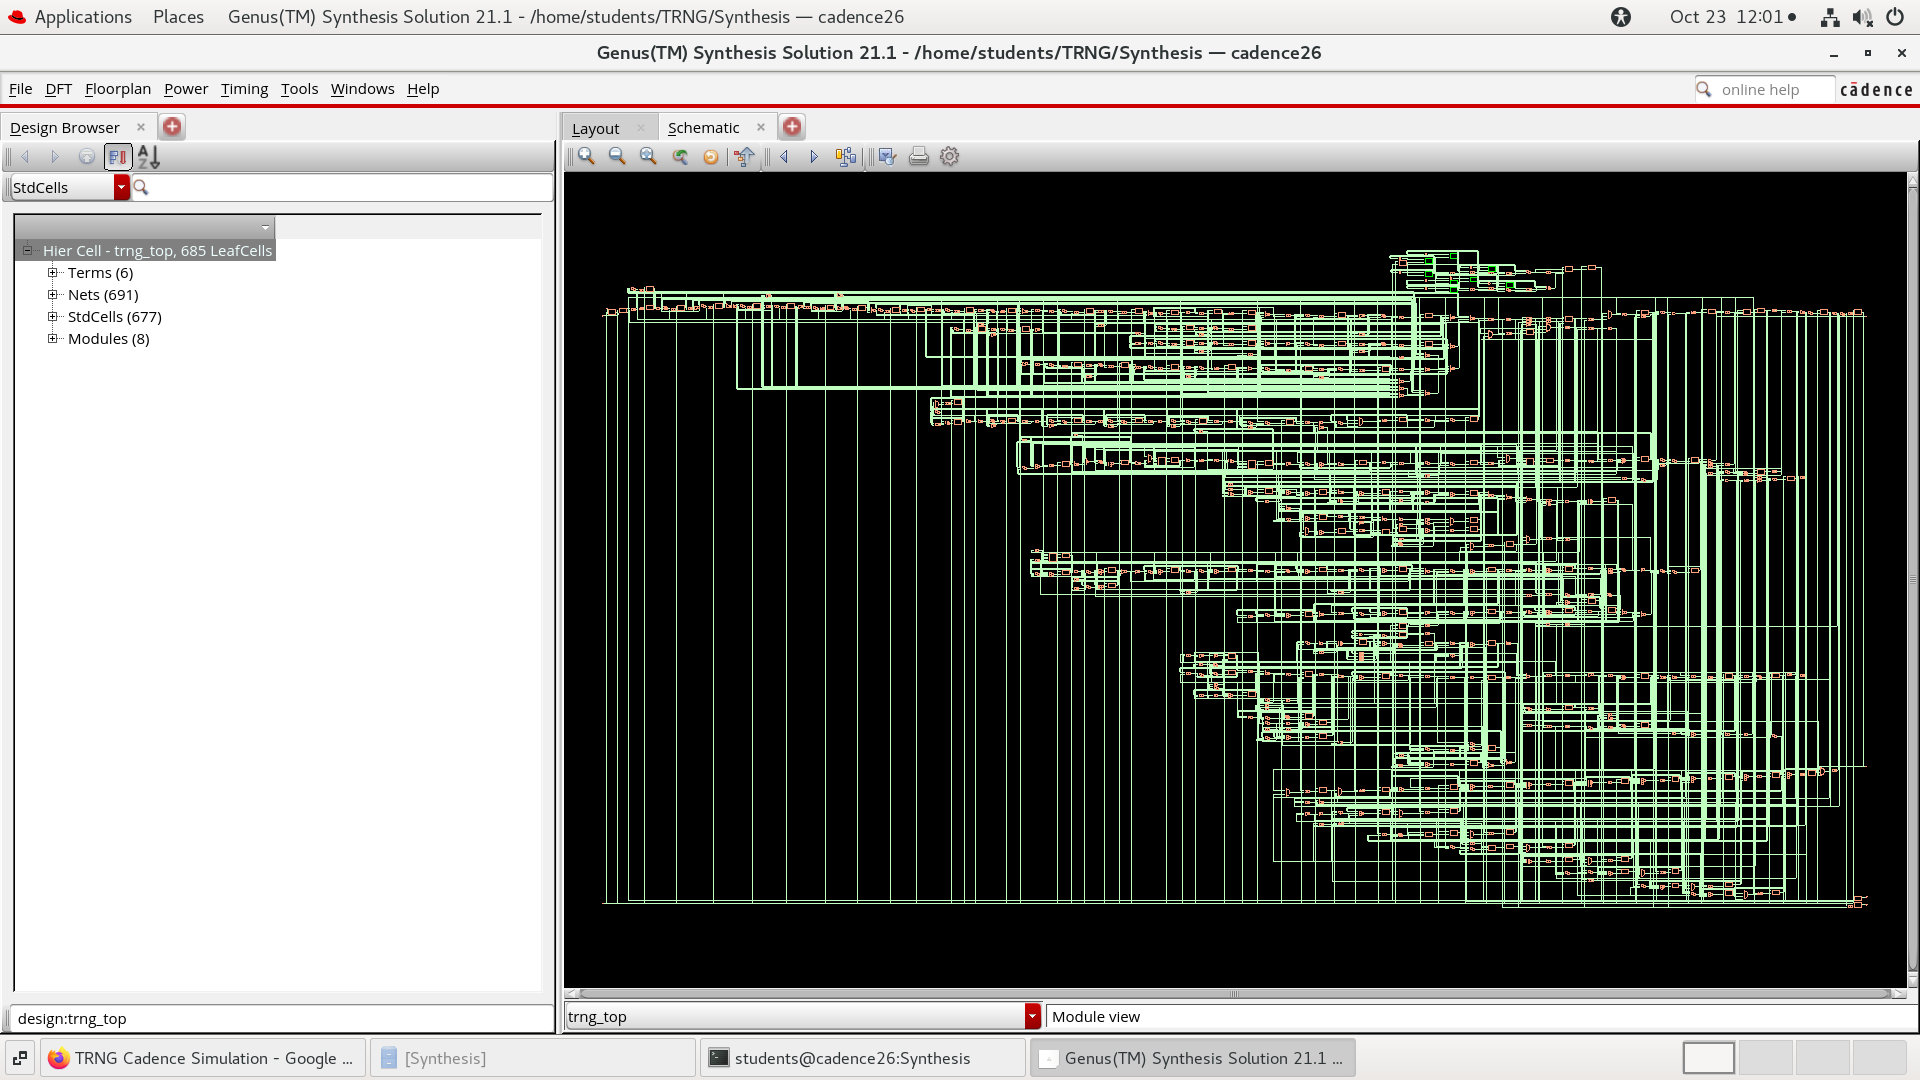 Applications Places Genus(TM) Synthesis Solution 21.1 - /home/students/TRNG/Synthesis — cadence26 Oct 23 12:01
Genus(TM) Synthesis Solution 21.1 - /home/students/TRNG/Synthesis — cadence26
File DFT Floorplan Power Timing Tools Windows Help online help cādence
Design Browser
Layout Schematic
StdCells
Hier Cell - trng_top, 685 LeafCells
Terms (6)
Nets (691)
StdCells (677)
Modules (8)
design:trng_top
trng_top Module view
TRNG Cadence Simulation - Google ... [Synthesis] students@cadence26:Synthesis Genus(TM) Synthesis Solution 21.1 ...